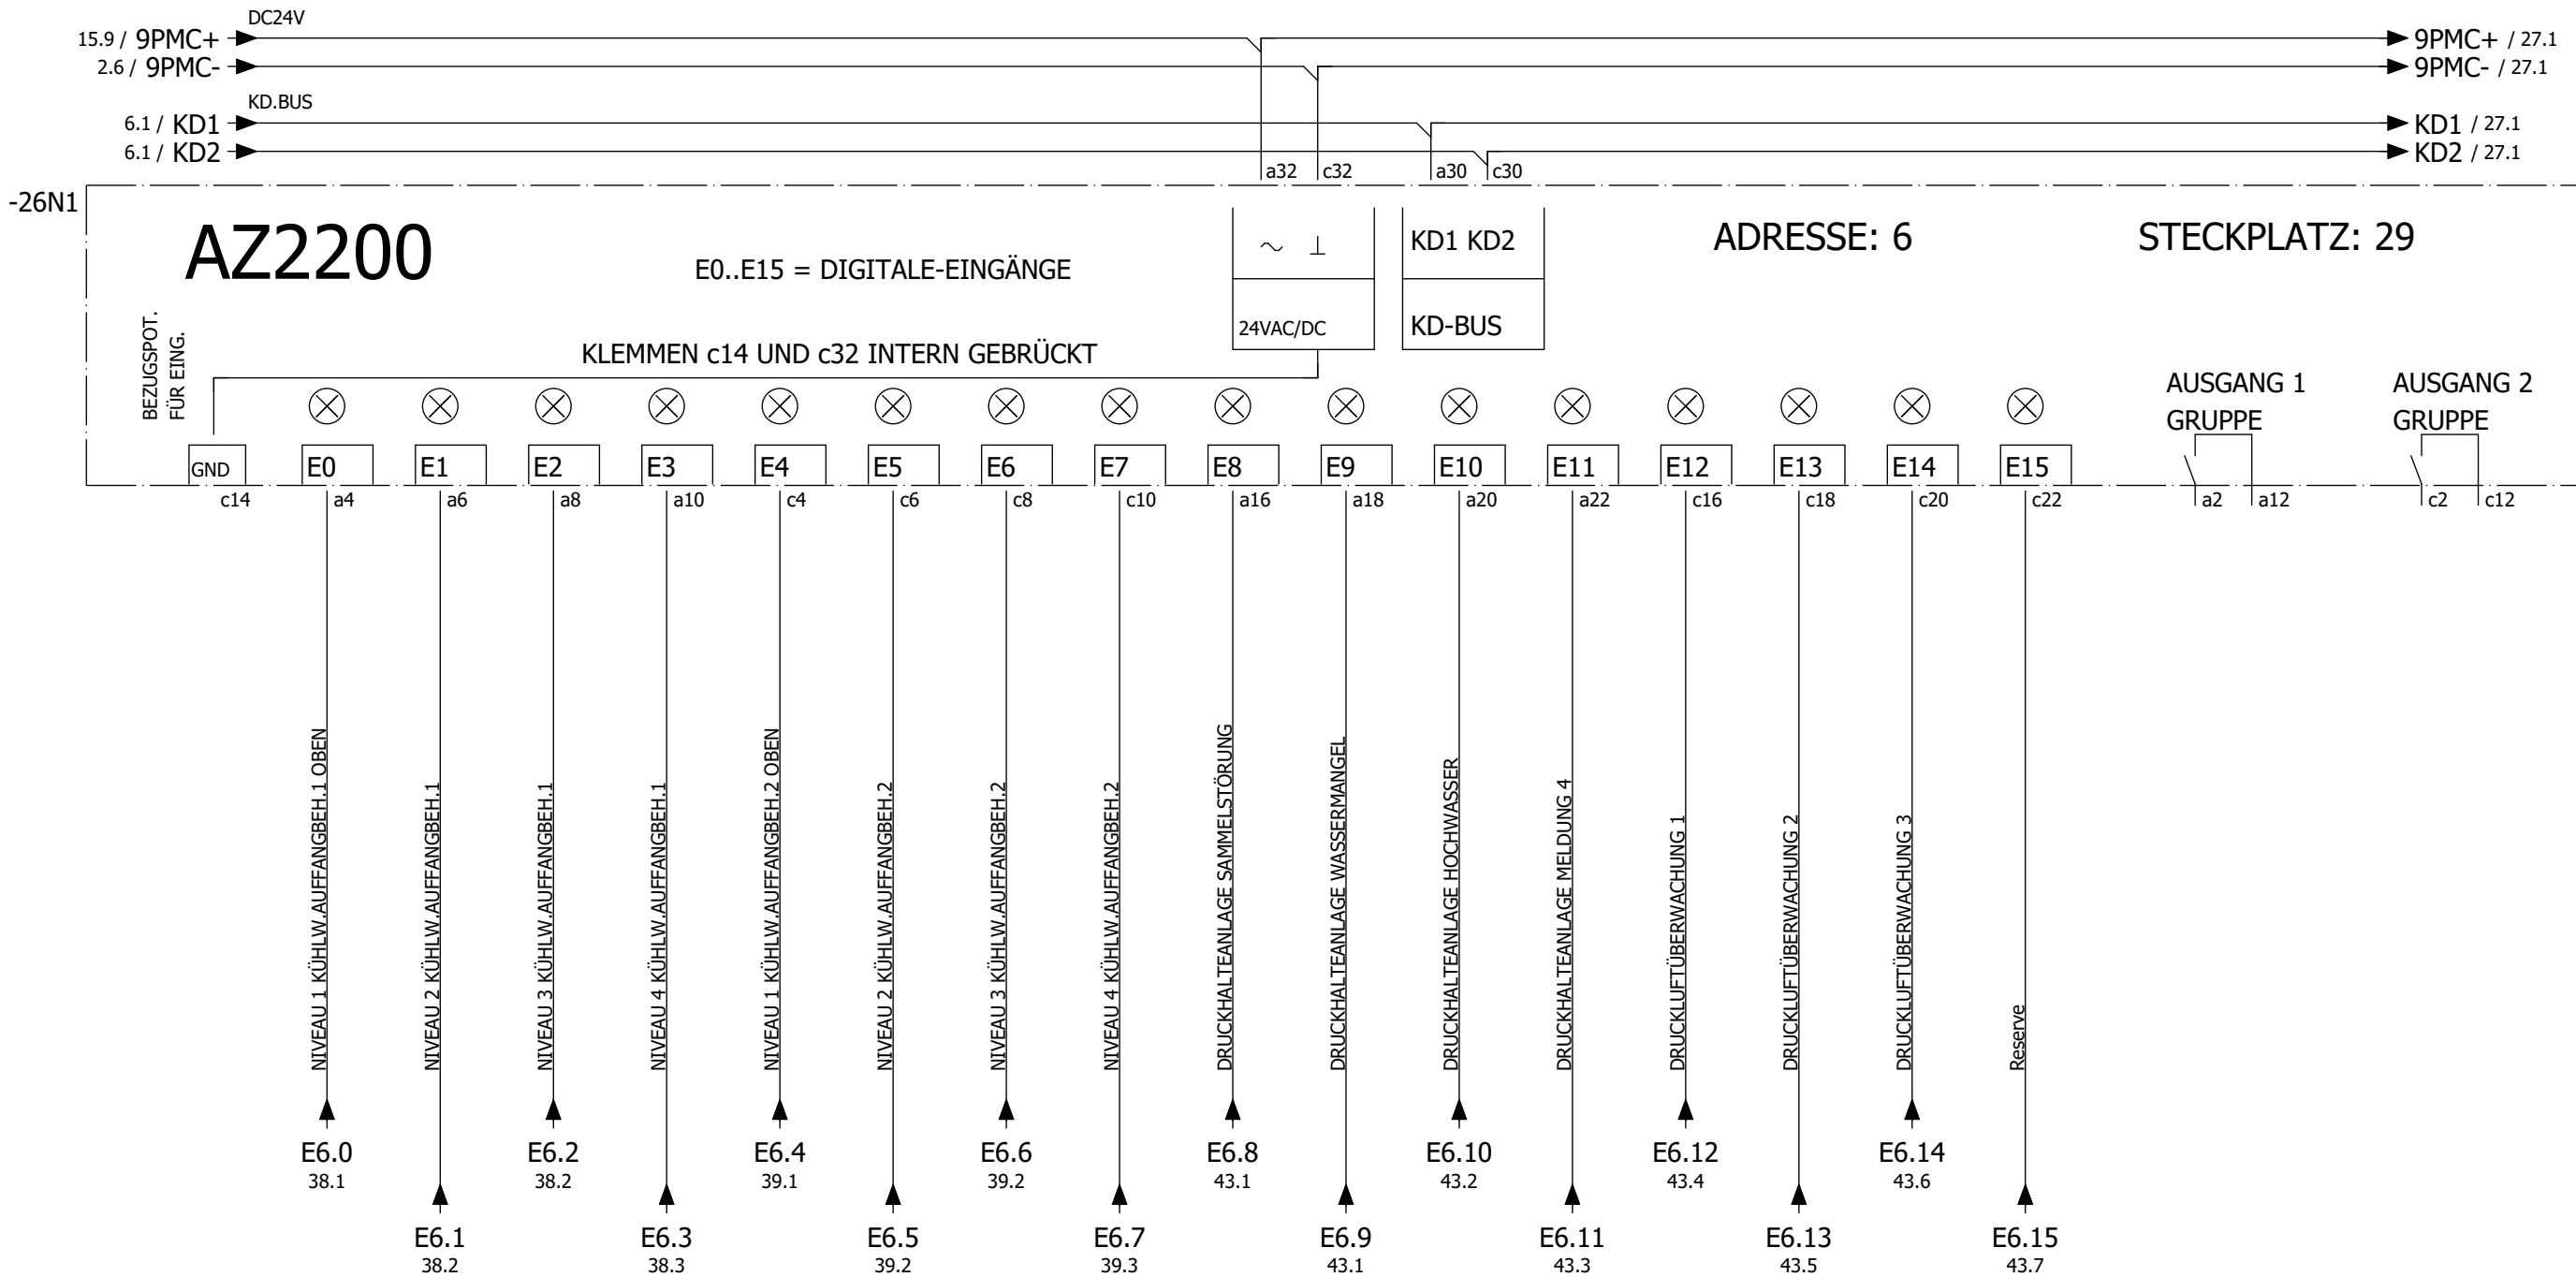 DC24V
15.9 / 9PMC+
9PMC+ / 27.1
2.6 / 9PMC-
9PMC- / 27.1
KD.BUS
6.1 / KD1
KD1 / 27.1
6.1 / KD2
KD2 / 27.1
a32 c32 a30 c30
-26N1
AZ2200
E0..E15 = DIGITALE-EINGÄNGE
~ ⊥
KD1 KD2
ADRESSE: 6
STECKPLATZ: 29
24VAC/DC
KD-BUS
BEZUGSPOT.
FÜR EING.
KLEMMEN c14 UND c32 INTERN GEBRÜCKT
AUSGANG 1
GRUPPE
AUSGANG 2
GRUPPE
GND E0 E1 E2 E3 E4 E5 E6 E7 E8 E9 E10 E11 E12 E13 E14 E15
c14 a4 a6 a8 a10 c4 c6 c8 c10 a16 a18 a20 a22 c16 c18 c20 c22 a2 a12 c2 c12
NIVEAU 1 KÜHLW.AUFFANGBEH.1 OBEN
NIVEAU 2 KÜHLW.AUFFANGBEH.1
NIVEAU 3 KÜHLW.AUFFANGBEH.1
NIVEAU 4 KÜHLW.AUFFANGBEH.1
NIVEAU 1 KÜHLW.AUFFANGBEH.2 OBEN
NIVEAU 2 KÜHLW.AUFFANGBEH.2
NIVEAU 3 KÜHLW.AUFFANGBEH.2
NIVEAU 4 KÜHLW.AUFFANGBEH.2
DRUCKHALTEANLAGE SAMMELSTÖRUNG
DRUCKHALTEANLAGE WASSERMANGEL
DRUCKHALTEANLAGE HOCHWASSER
DRUCKHALTEANLAGE MELDUNG 4
DRUCKLUFTÜBERWACHUNG 1
DRUCKLUFTÜBERWACHUNG 2
DRUCKLUFTÜBERWACHUNG 3
Reserve
E6.0 E6.2 E6.4 E6.6 E6.8 E6.10 E6.12 E6.14
38.1 38.2 39.1 39.2 43.1 43.2 43.4 43.6
E6.1 E6.3 E6.5 E6.7 E6.9 E6.11 E6.13 E6.15
38.2 38.3 39.2 39.3 43.1 43.3 43.5 43.7